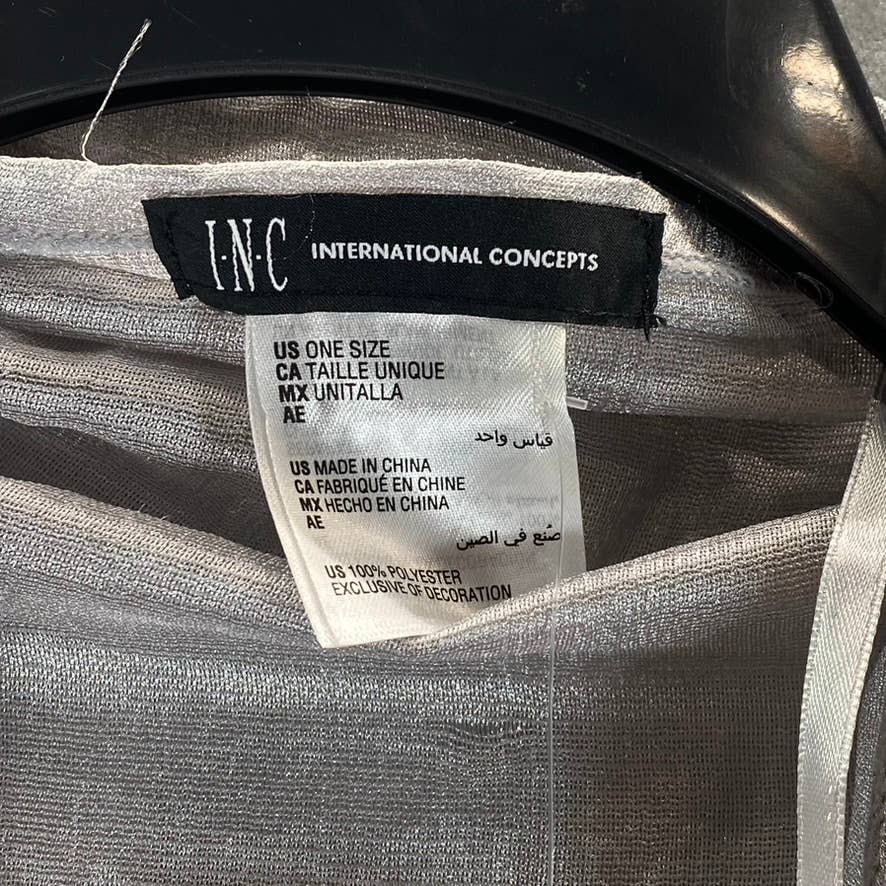 I·N·C INTERNATIONAL CONCEPTS
US ONE SIZE
CA TAILLE UNIQUE
MX UNITALLA
AE
قياس واحد
US MADE IN CHINA
CA FABRIQUÉ EN CHINE
MX HECHO EN CHINA
AE
صُنع في الصين
US 100% POLYESTER
EXCLUSIVE OF DECORATION